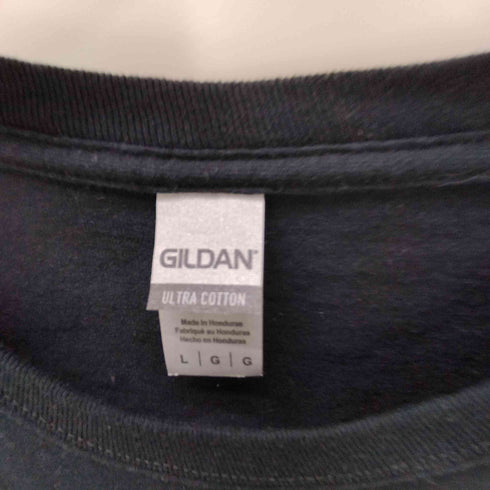 GILDAN®
ULTRA COTTON
Made in Honduras
Fabriqué au Honduras
Hecho en Honduras
L | G | G